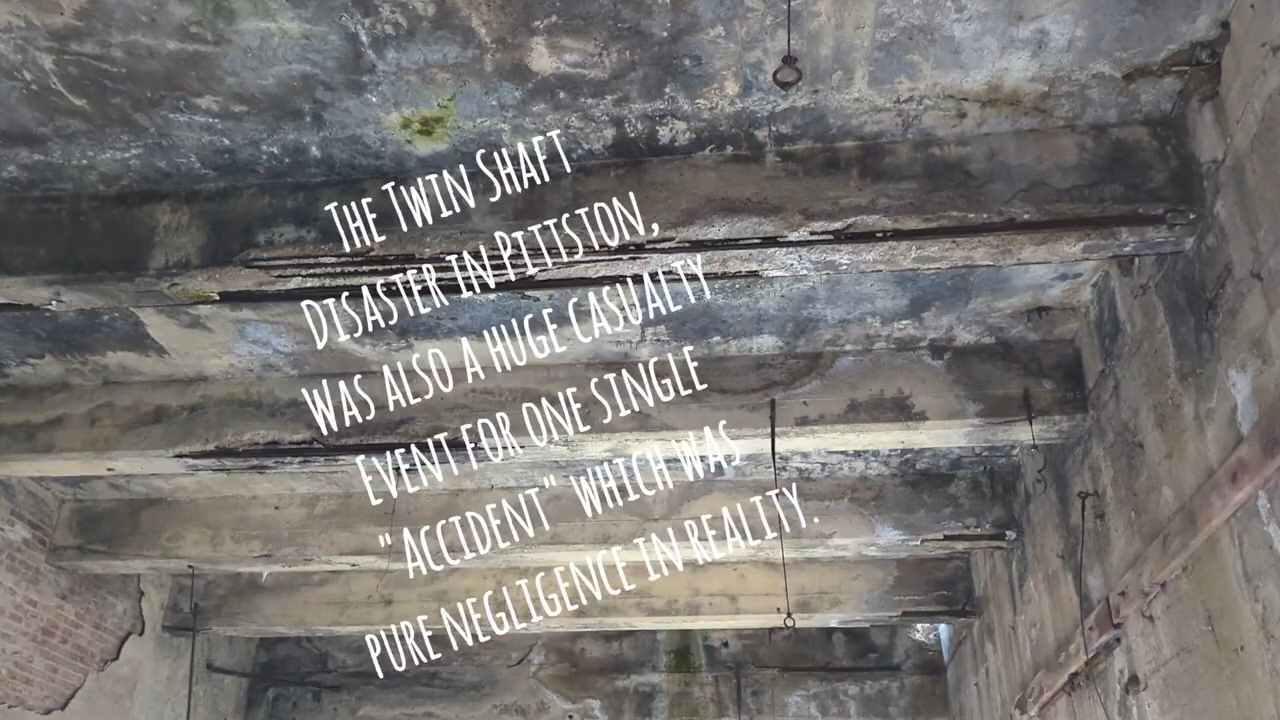 The Twin Shaft
Disaster in Pittston,
was also a huge casualty
event for one single
"accident" which was
pure negligence in reality.